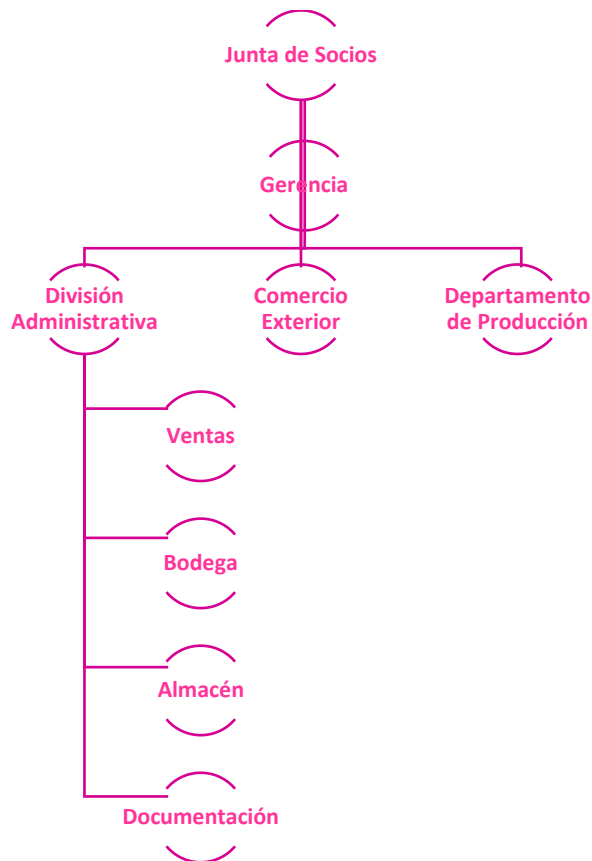 Junta de Socios
Gerencia
División
Administrativa
Comercio
Exterior
Departamento
de Producción
Ventas
Bodega
Almacén
Documentación